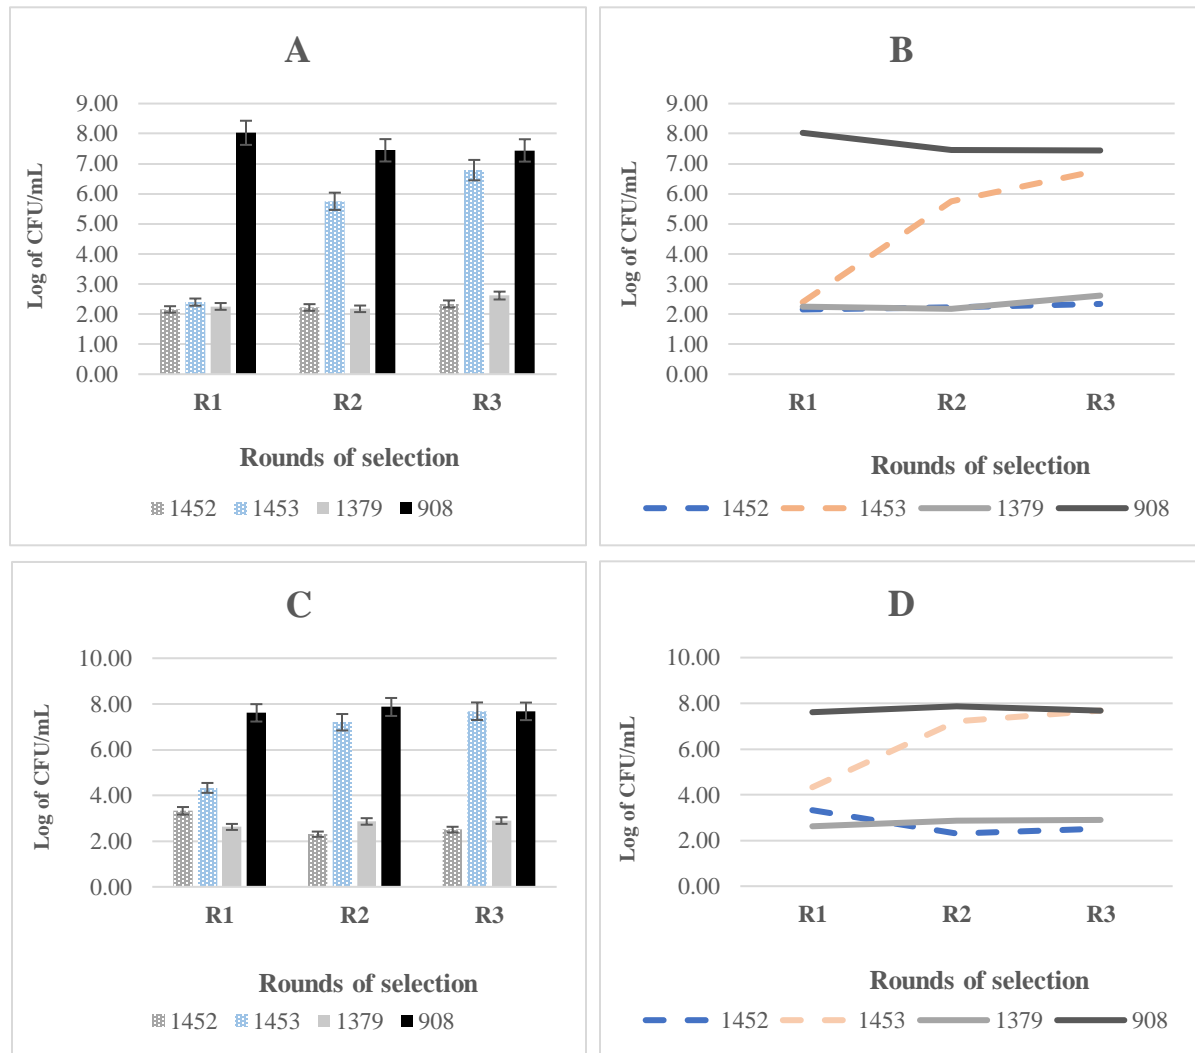 A
Log of CFU/mL
9.00
8.00
7.00
6.00
5.00
4.00
3.00
2.00
1.00
0.00
R1 R2 R3
Rounds of selection
1452 1453 1379 908
B
Log of CFU/mL
9.00
8.00
7.00
6.00
5.00
4.00
3.00
2.00
1.00
0.00
R1 R2 R3
Rounds of selection
1452 1453 1379 908
C
Log of CFU/mL
10.00
8.00
6.00
4.00
2.00
0.00
R1 R2 R3
Rounds of selection
1452 1453 1379 908
D
Log of CFU/mL
10.00
8.00
6.00
4.00
2.00
0.00
R1 R2 R3
Rounds of selection
1452 1453 1379 908